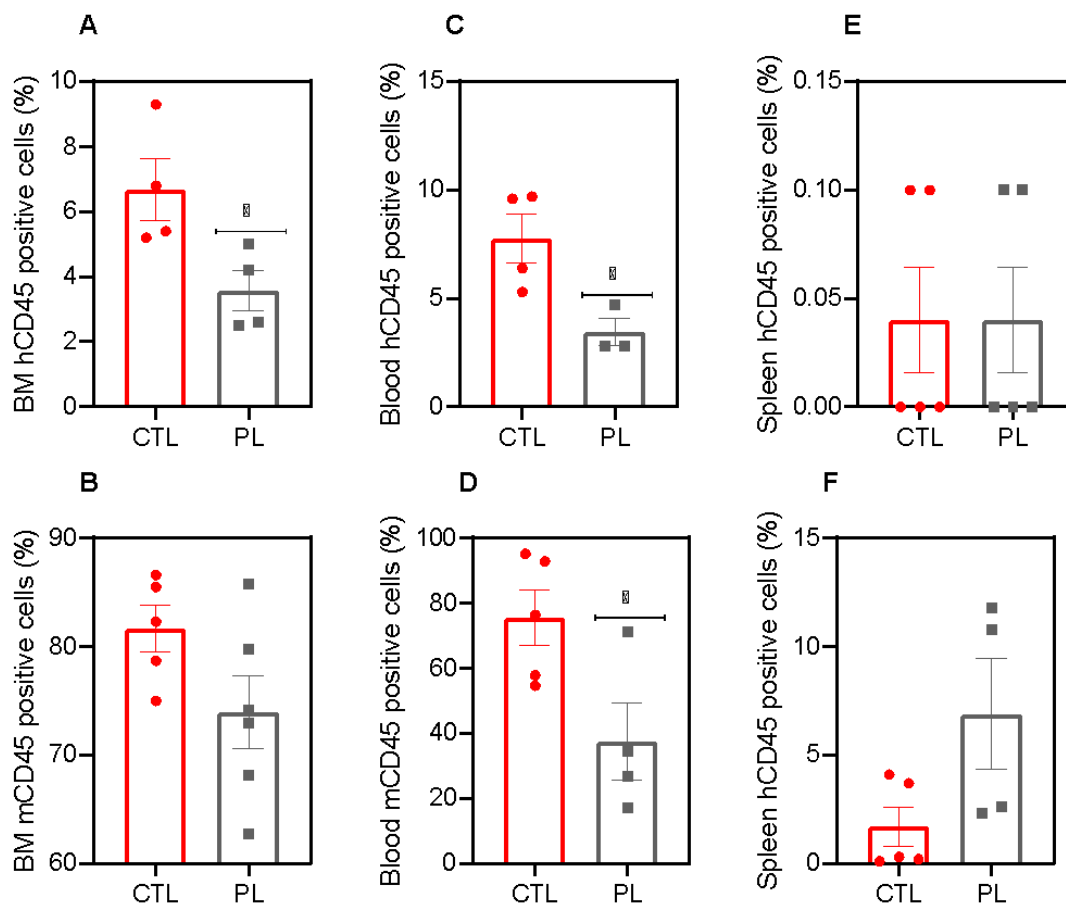 A
BM hCD45 positive cells (%)
10
8
6
4
2
0
CTL PL
C
Blood hCD45 positive cells (%)
15
10
5
0
CTL PL
E
Spleen hCD45 positive cells (%)
0.15
0.10
0.05
0.00
CTL PL
B
BM mCD45 positive cells (%)
90
80
70
60
CTL PL
D
Blood mCD45 positive cells (%)
100
80
60
40
20
0
CTL PL
F
Spleen hCD45 positive cells (%)
15
10
5
0
CTL PL